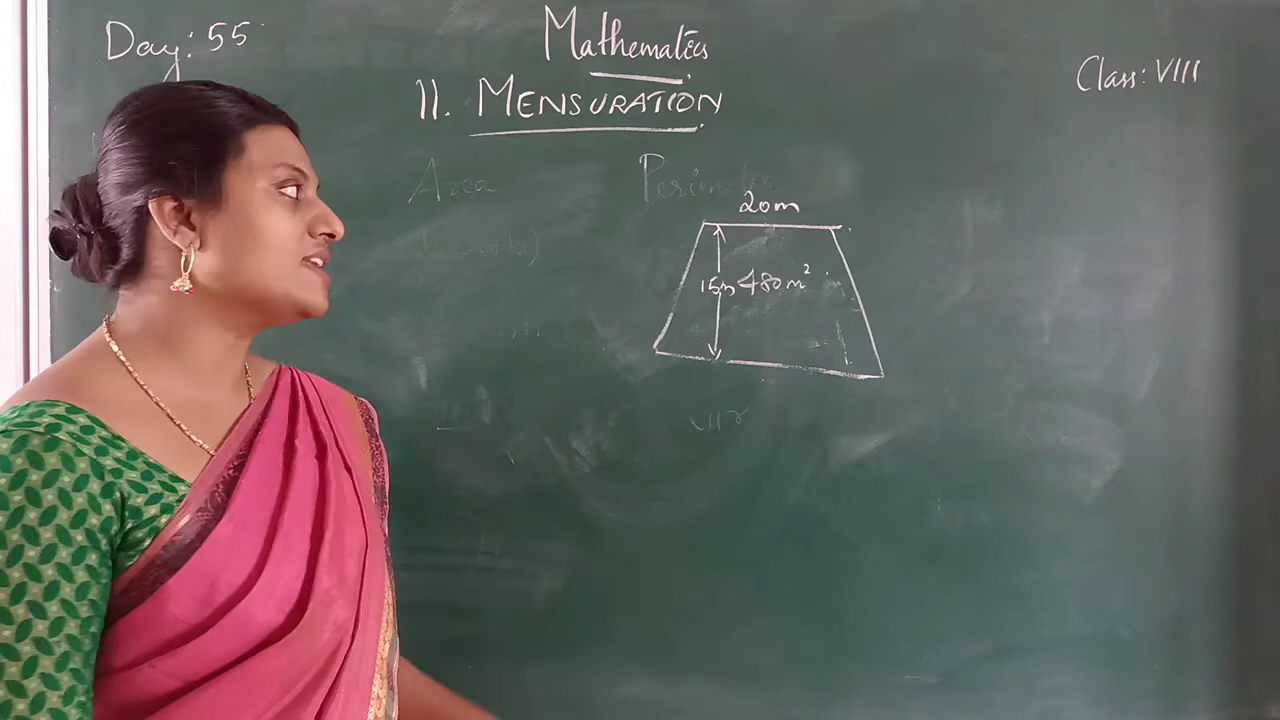 Day: 55
Mathematics
Class: VIII
11. MENSURATION
Area
Perimeter
20m
15m 480m²